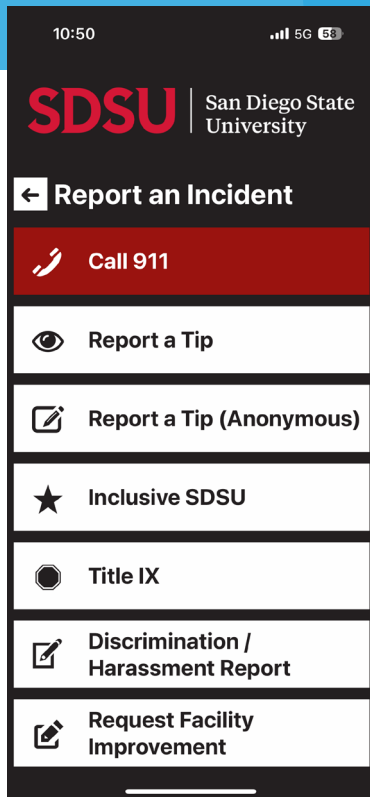 10:50
5G 58
SDSU
San Diego State
University
Report an Incident
Call 911
Report a Tip
Report a Tip (Anonymous)
Inclusive SDSU
Title IX
Discrimination /
Harassment Report
Request Facility
Improvement